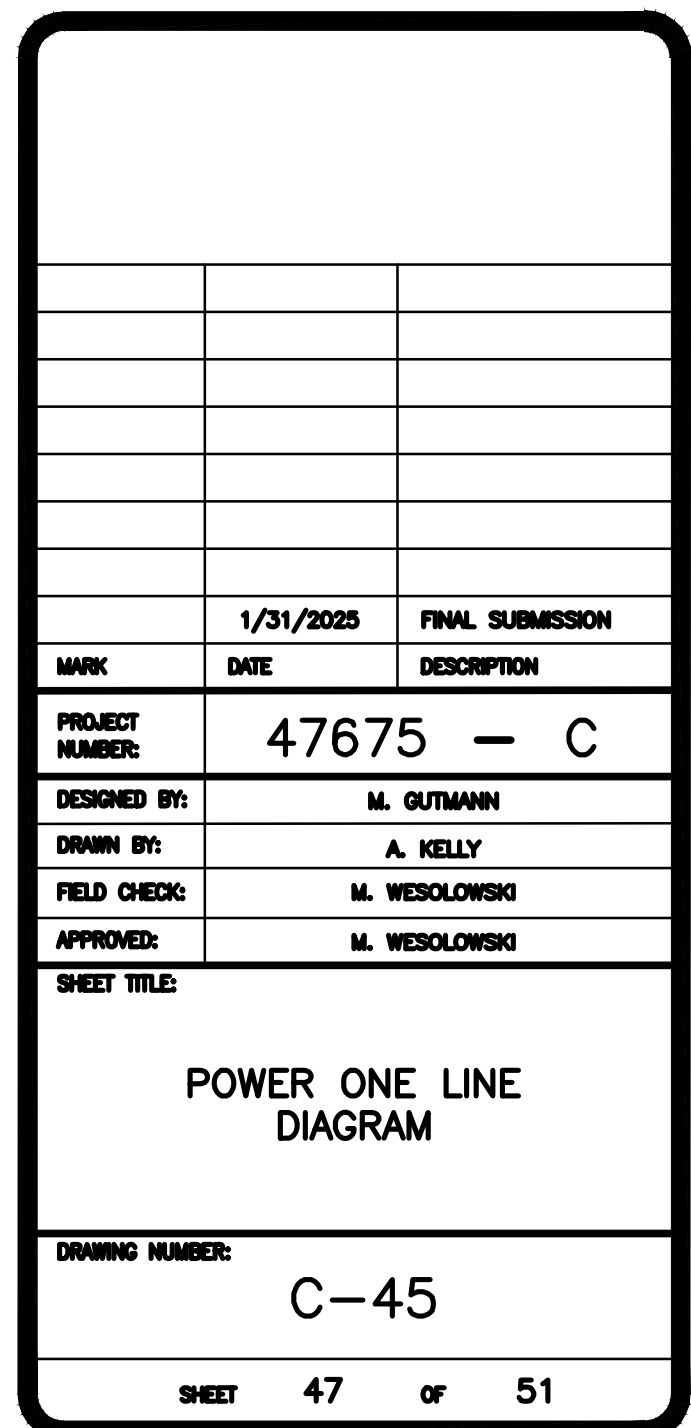 1/31/2025 FINAL SUBMISSION
MARK DATE DESCRIPTION
PROJECT
NUMBER: 47675 - C
DESIGNED BY: M. GUTMANN
DRAWN BY: A. KELLY
FIELD CHECK: M. WESOLOWSKI
APPROVED: M. WESOLOWSKI
SHEET TITLE:
POWER ONE LINE
DIAGRAM
DRAWING NUMBER:
C-45
SHEET 47 OF 51